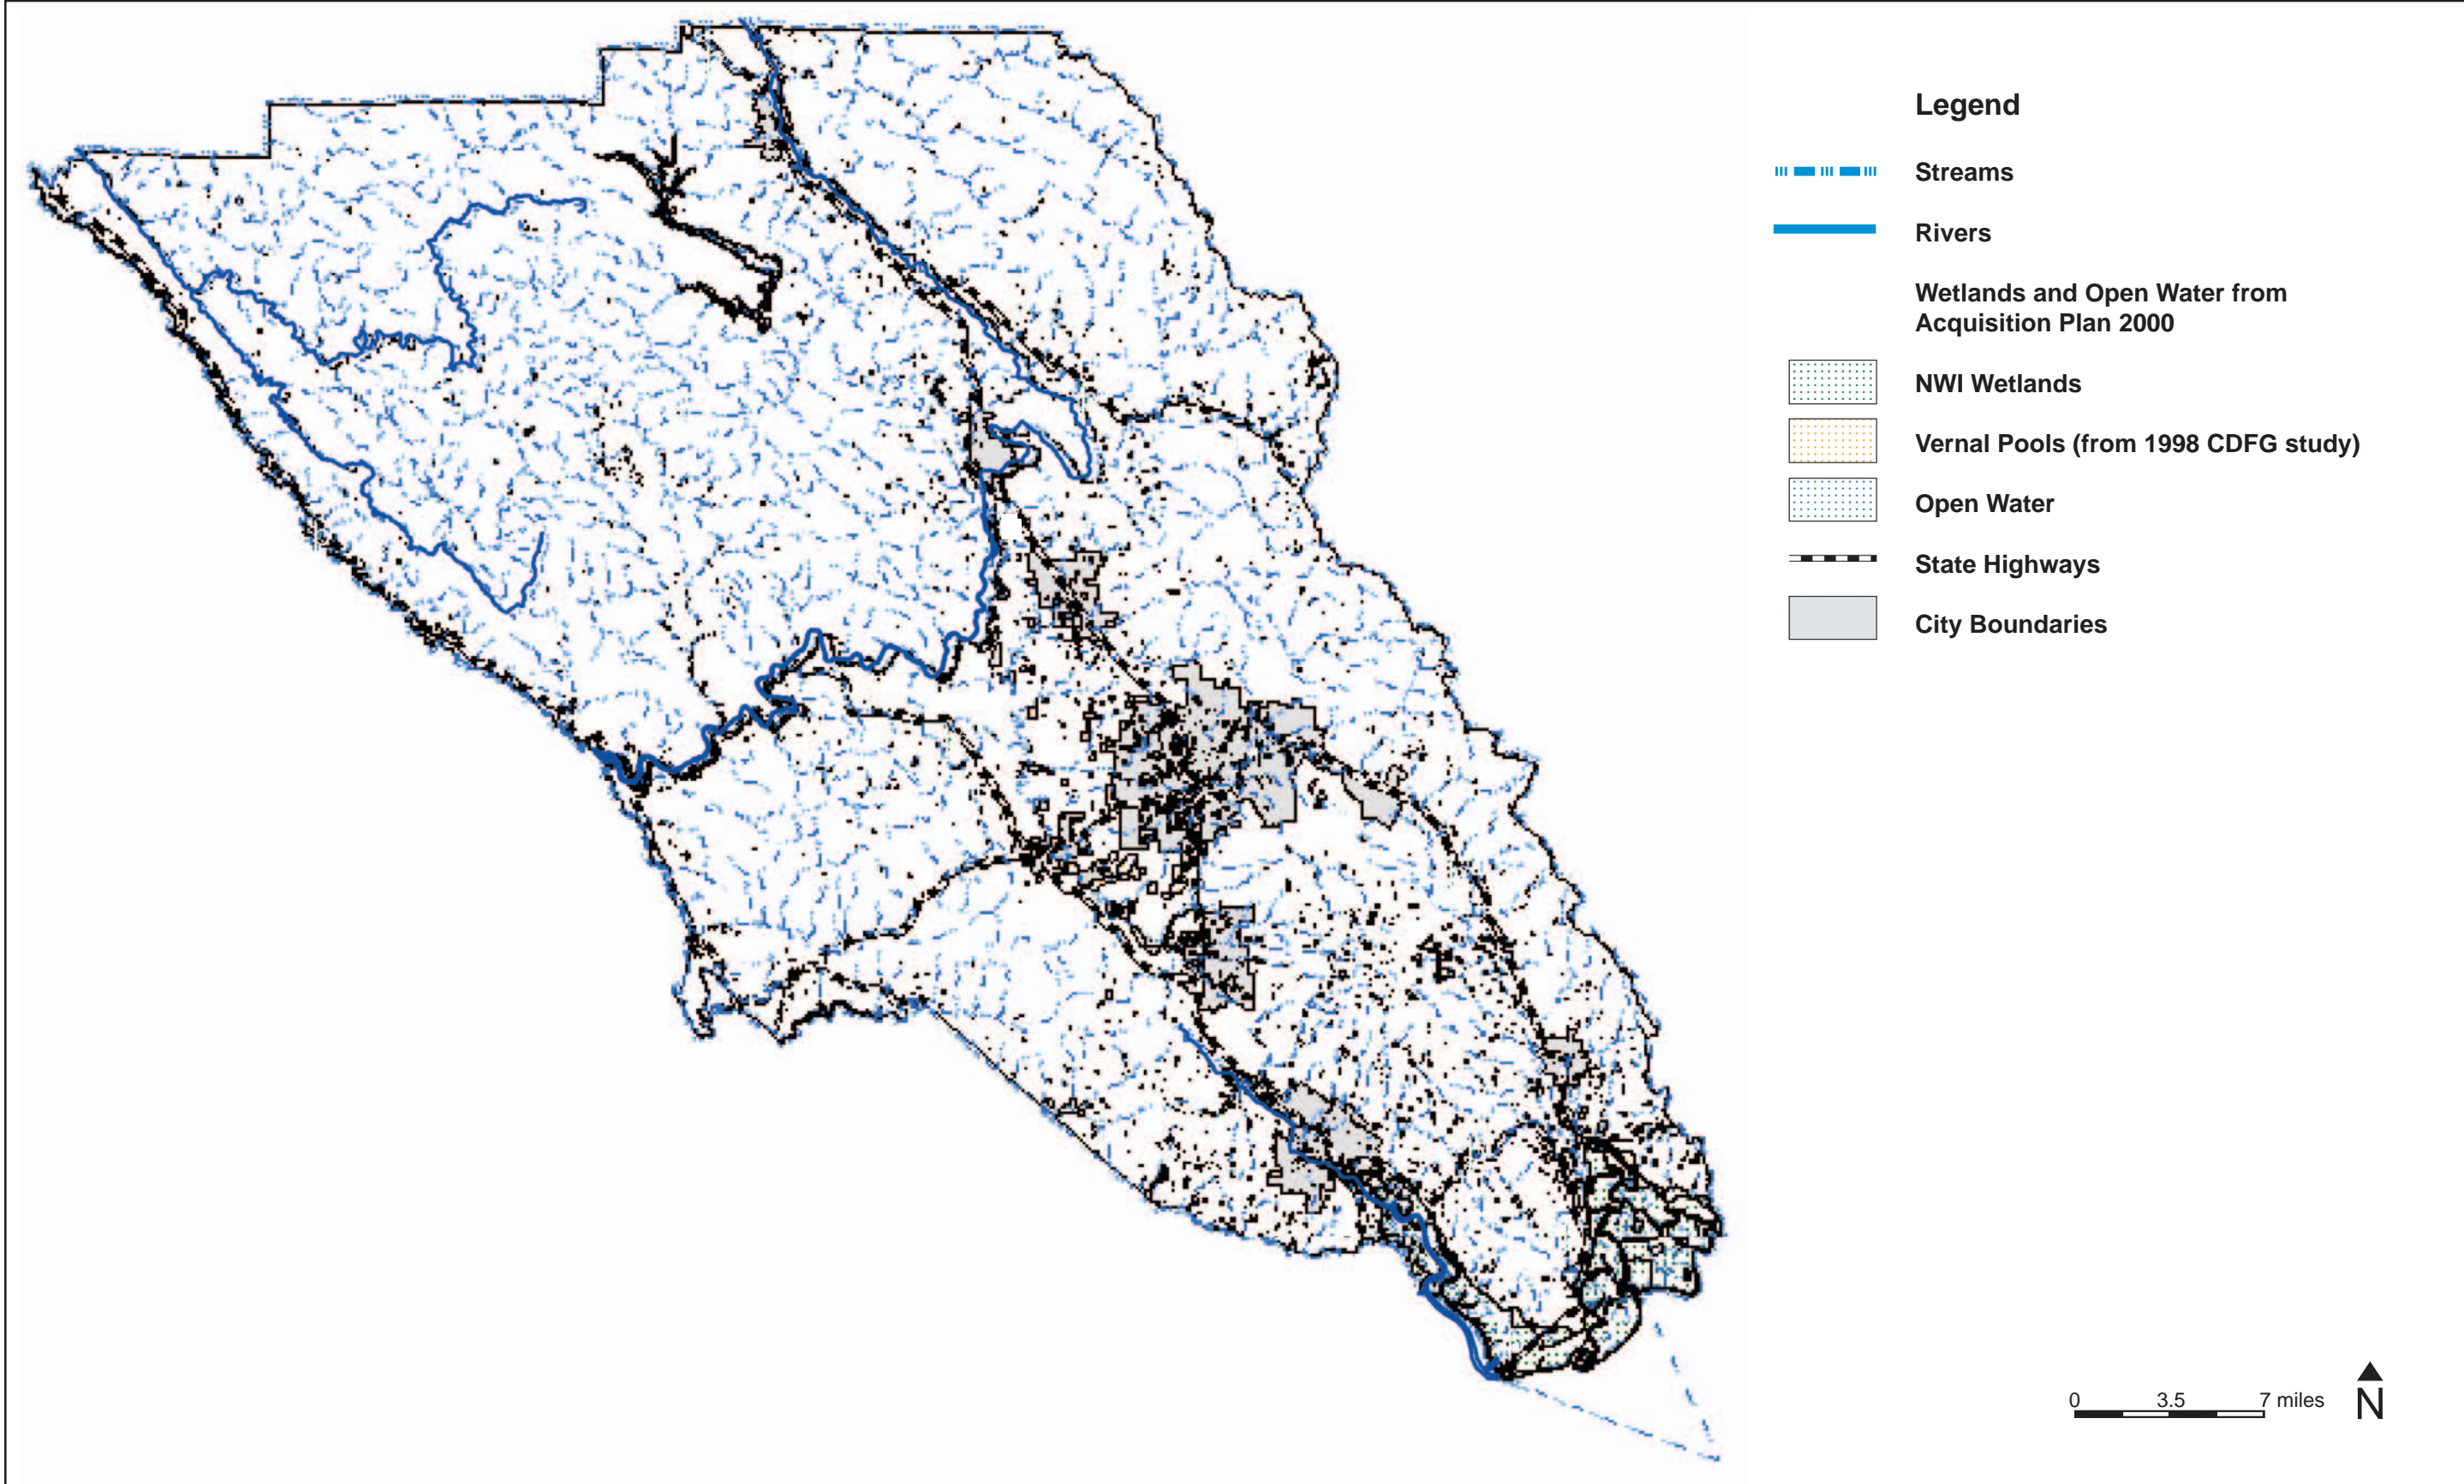 Legend
Streams
Rivers
Wetlands and Open Water from
Acquisition Plan 2000
NWI Wetlands
Vernal Pools (from 1998 CDFG study)
Open Water
State Highways
City Boundaries
0 3.5 7 miles
N